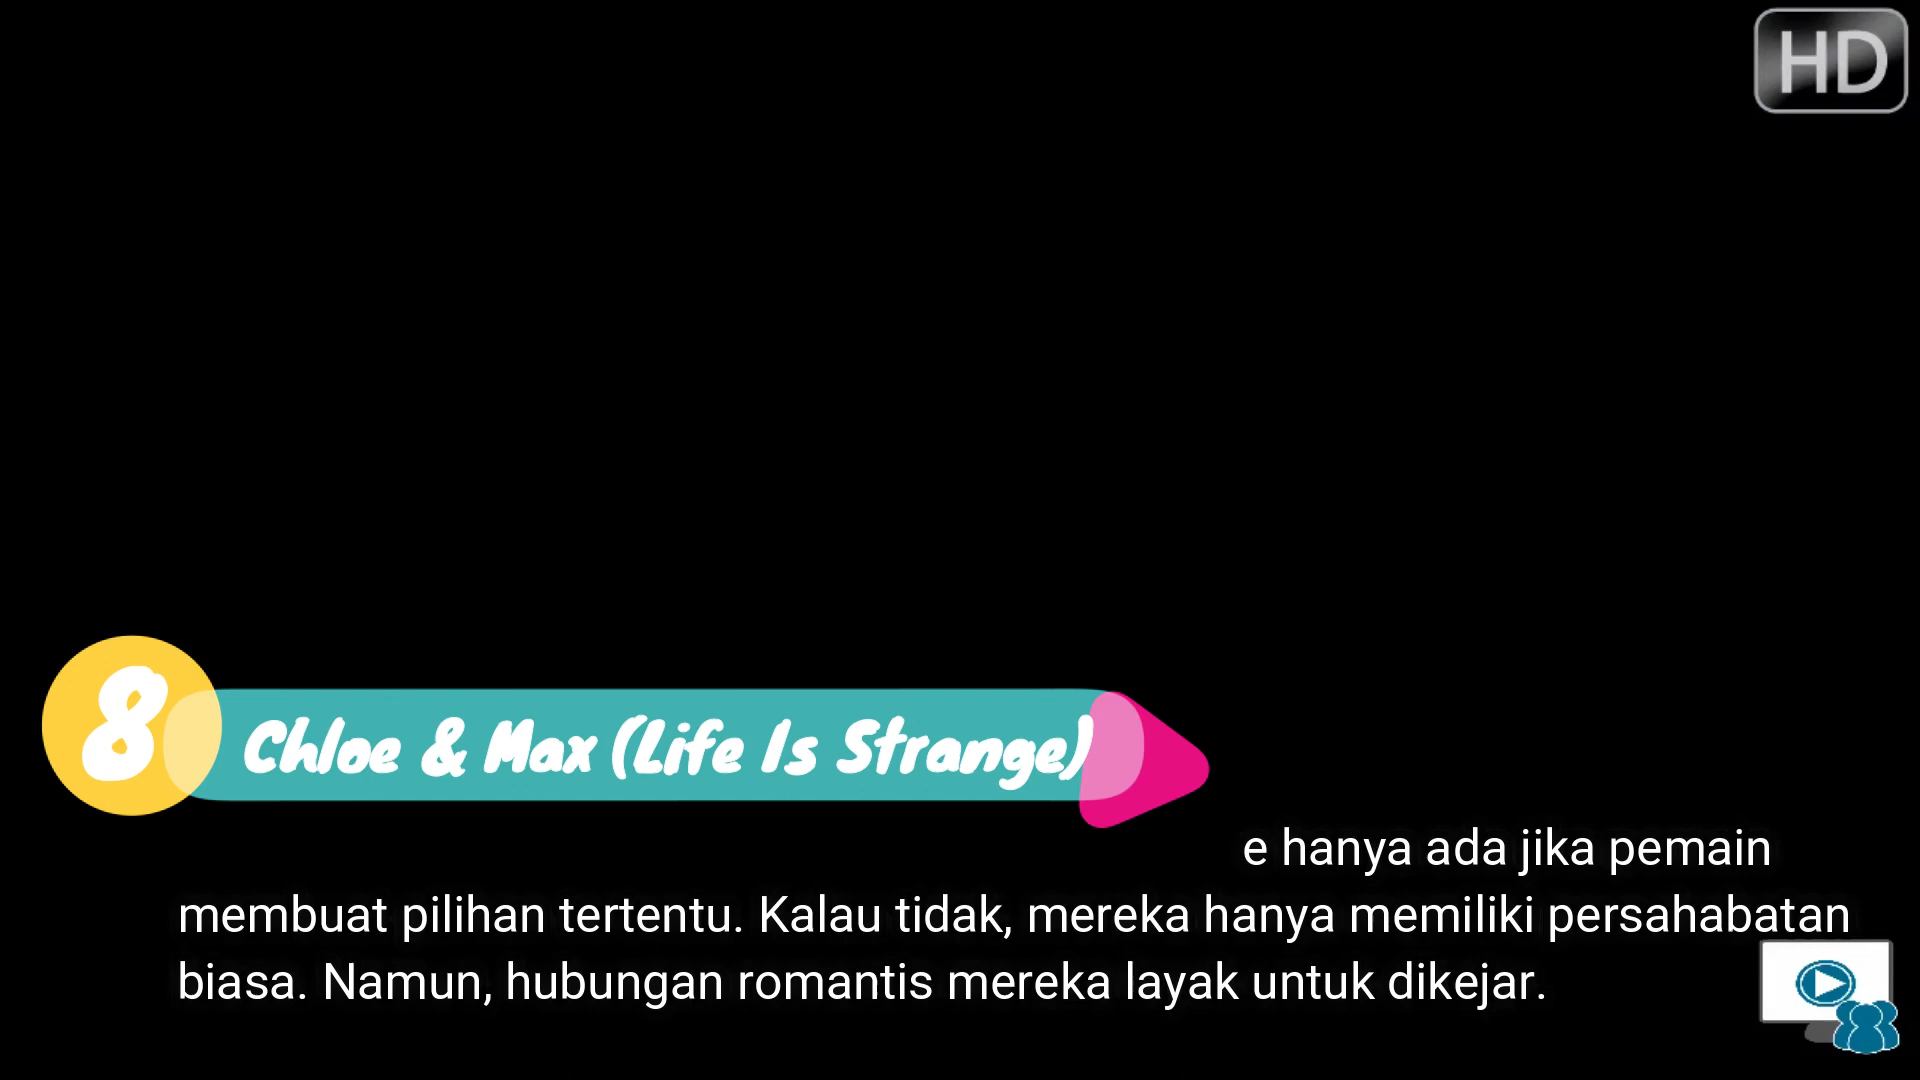 HD
8
Chloe & Max (Life Is Strange)
e hanya ada jika pemain
membuat pilihan tertentu. Kalau tidak, mereka hanya memiliki persahabatan
biasa. Namun, hubungan romantis mereka layak untuk dikejar.